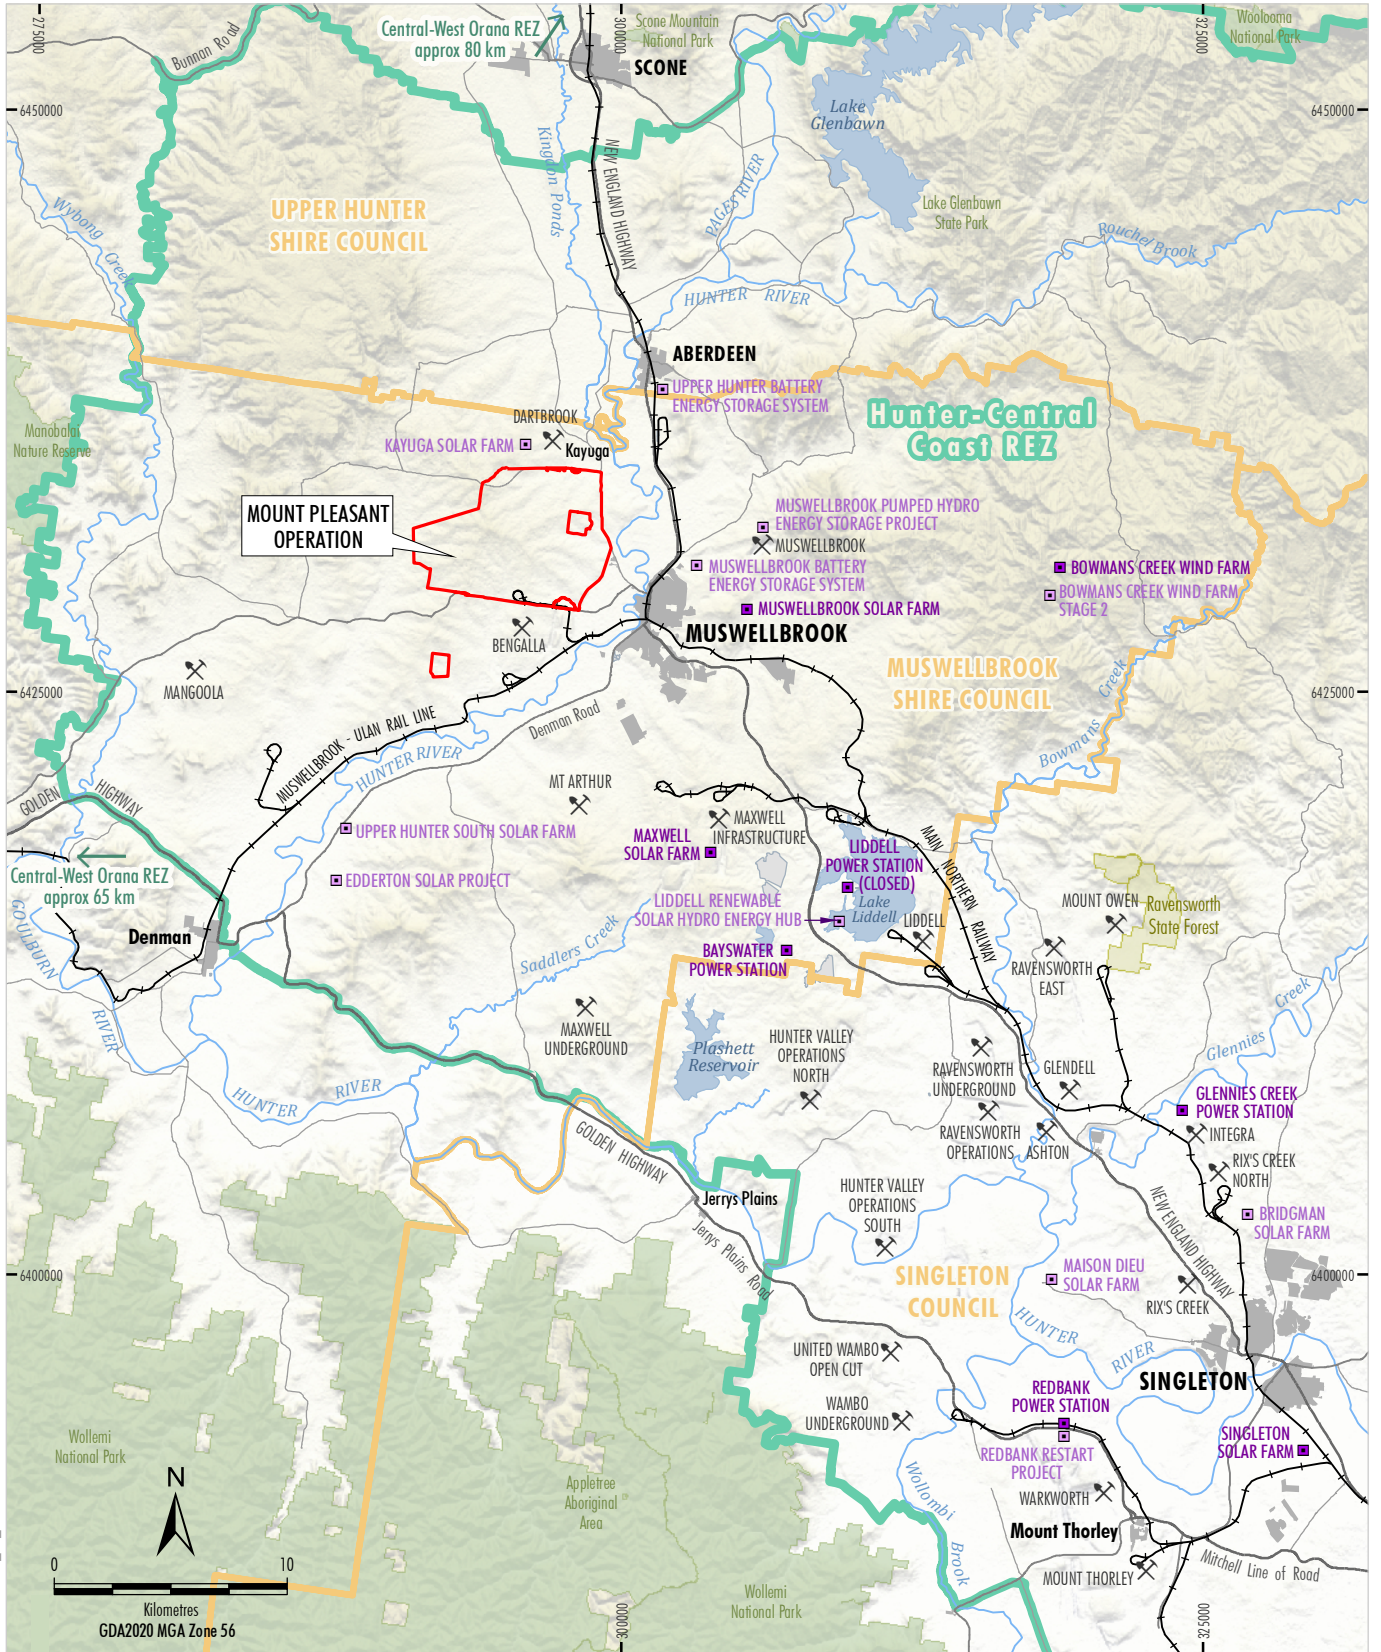 275000
300000
325000
Bunnan Road
Central-West Orana REZ
approx 80 km
SCONE
Scone Mountain
National Park
Woolooma
National Park
6450000
6450000
Lake
Glenbawn
Kingdon Ponds
NEW ENGLAND HIGHWAY
PAGES RIVER
Lake Glenbawn
State Park
Wybong Creek
UPPER HUNTER
SHIRE COUNCIL
Rouchel Brook
HUNTER RIVER
ABERDEEN
UPPER HUNTER BATTERY
ENERGY STORAGE SYSTEM
Hunter-Central
Coast REZ
DARTBROOK
KAYUGA SOLAR FARM
Kayuga
Manobalai
Nature Reserve
MOUNT PLEASANT
OPERATION
MUSWELLBROOK PUMPED HYDRO
ENERGY STORAGE PROJECT
MUSWELLBROOK
MUSWELLBROOK BATTERY
ENERGY STORAGE SYSTEM
BOWMANS CREEK WIND FARM
BOWMANS CREEK WIND FARM
STAGE 2
MUSWELLBROOK SOLAR FARM
MUSWELLBROOK
BENGALLA
MANGOOLA
MUSWELLBROOK
SHIRE COUNCIL
6425000
6425000
Bowmans Creek
Denman Road
MUSWELLBROOK - ULAN RAIL LINE
HUNTER RIVER
GOLDEN HIGHWAY
MT ARTHUR
MAXWELL
INFRASTRUCTURE
UPPER HUNTER SOUTH SOLAR FARM
MAXWELL
SOLAR FARM
LIDDELL
POWER STATION
(CLOSED)
MAIN NORTHERN RAILWAY
Central-West Orana REZ
approx 65 km
EDDERTON SOLAR PROJECT
LIDDELL RENEWABLE
SOLAR HYDRO ENERGY HUB
Lake
Liddell
LIDDELL
MOUNT OWEN
Ravensworth
State Forest
GOULBURN
RIVER
Denman
Saddlers Creek
BAYSWATER
POWER STATION
RAVENSWORTH
EAST
Glennies Creek
MAXWELL
UNDERGROUND
Plashett
Reservoir
HUNTER VALLEY
OPERATIONS
NORTH
RAVENSWORTH
UNDERGROUND
GLENDELL
HUNTER RIVER
GLENNIES CREEK
POWER STATION
RAVENSWORTH
OPERATIONS
ASHTON
INTEGRA
GOLDEN HIGHWAY
RIX'S CREEK
NORTH
Jerrys Plains
HUNTER VALLEY
OPERATIONS
SOUTH
NEW ENGLAND HIGHWAY
BRIDGMAN
SOLAR FARM
Jerrys Plains Road
6400000
6400000
SINGLETON
COUNCIL
MAISON DIEU
SOLAR FARM
RIX'S CREEK
HUNTER
RIVER
UNITED WAMBO
OPEN CUT
SINGLETON
REDBANK
POWER STATION
WAMBO
UNDERGROUND
SINGLETON
SOLAR FARM
Wollemi
National Park
REDBANK RESTART
PROJECT
Appletree
Aboriginal
Area
Wollombi
Brook
WARKWORTH
Mount Thorley
N
0
10
Kilometres
GDA2020 MGA Zone 56
Wollemi
National Park
MOUNT THORLEY
Mitchell Line of Road
300000
325000